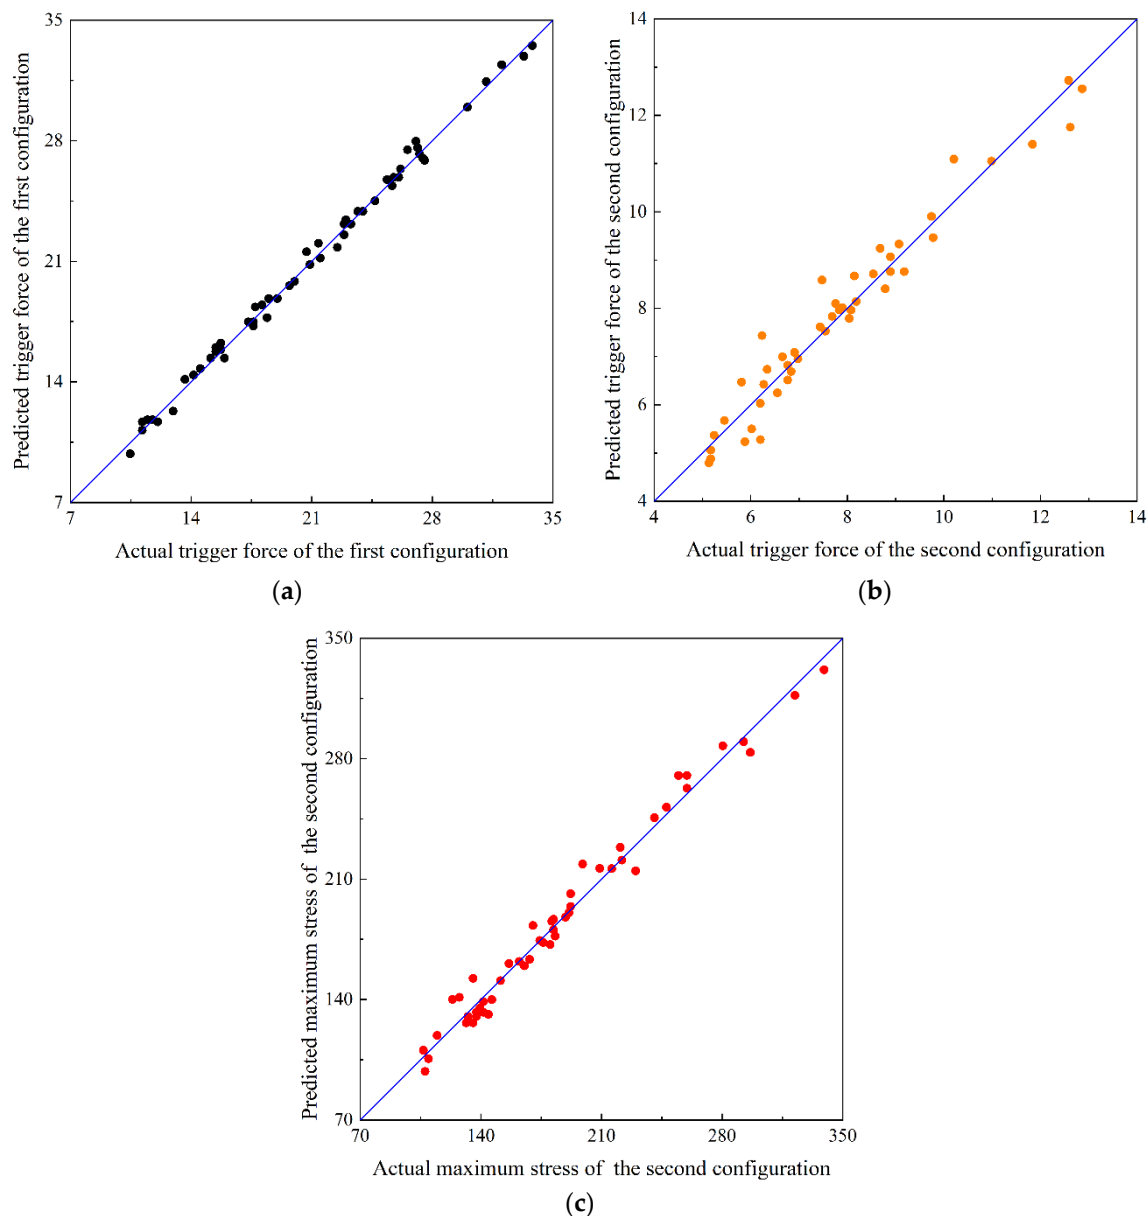 35
28
21
14
7
Predicted trigger force of the first configuration
7 14 21 28 35
Actual trigger force of the first configuration
(a)
14
12
10
8
6
4
Predicted trigger force of the second configuration
4 6 8 10 12 14
Actual trigger force of the second configuration
(b)
350
280
210
140
70
Predicted maximum stress of the second configuration
70 140 210 280 350
Actual maximum stress of the second configuration
(c)